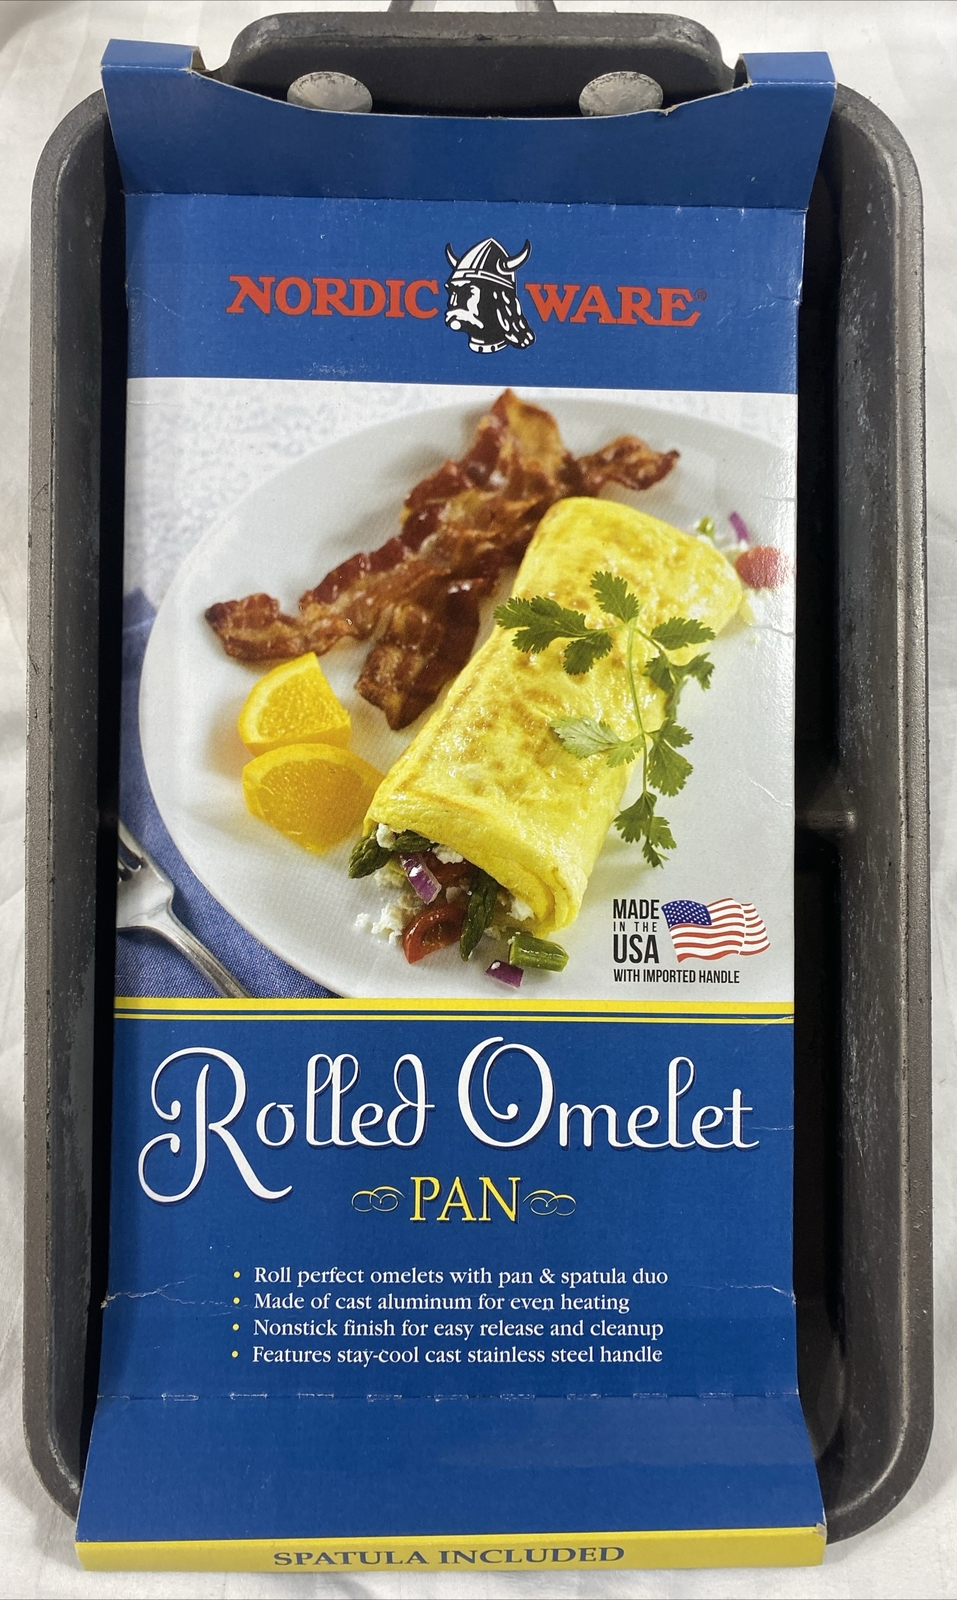 NORDIC WARE®
MADE
IN THE
USA
WITH IMPORTED HANDLE
Rolled Omelet
PAN
• Roll perfect omelets with pan & spatula duo
• Made of cast aluminum for even heating
• Nonstick finish for easy release and cleanup
• Features stay-cool cast stainless steel handle
SPATULA INCLUDED